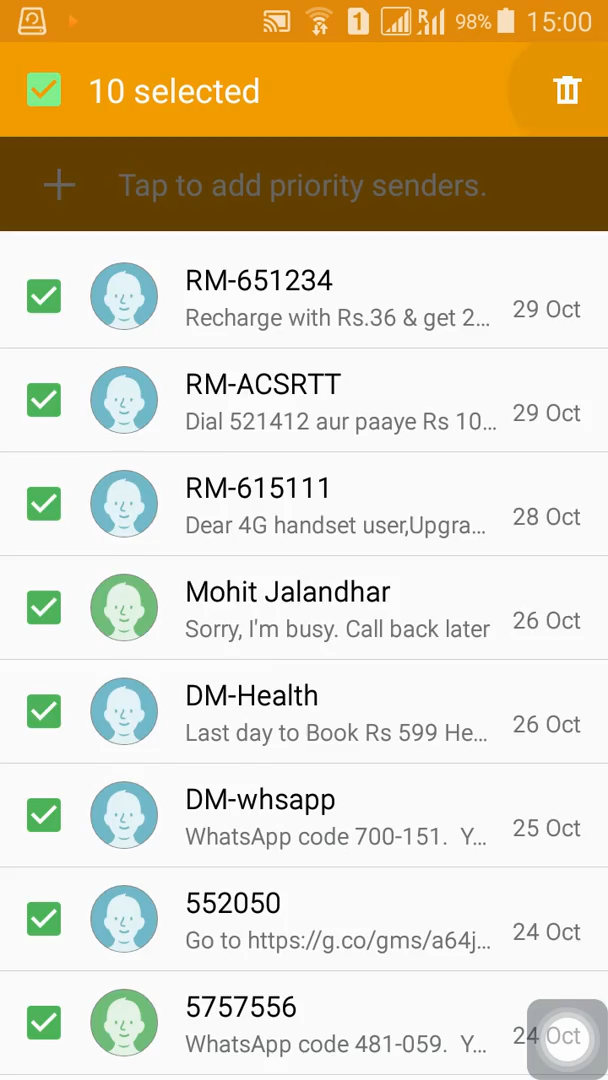 1 R 98% 15:00
10 selected
Tap to add priority senders.
RM-651234
Recharge with Rs.36 & get 2... 29 Oct
RM-ACSRTT
Dial 521412 aur paaye Rs 10... 29 Oct
RM-615111
Dear 4G handset user,Upgra... 28 Oct
Mohit Jalandhar
Sorry, I'm busy. Call back later 26 Oct
DM-Health
Last day to Book Rs 599 He... 26 Oct
DM-whsapp
WhatsApp code 700-151. Y... 25 Oct
552050
Go to https://g.co/gms/a64j... 24 Oct
5757556
WhatsApp code 481-059. Y... 24 Oct